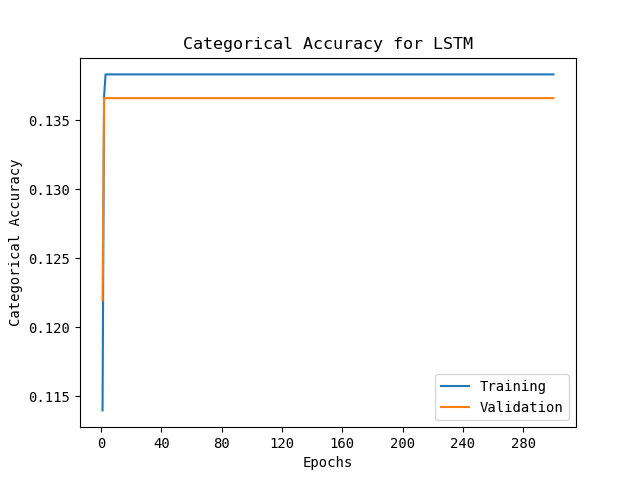 Categorical Accuracy for LSTM
Categorical Accuracy
0.135
0.130
0.125
0.120
0.115
Training
Validation
0 40 80 120 160 200 240 280
Epochs